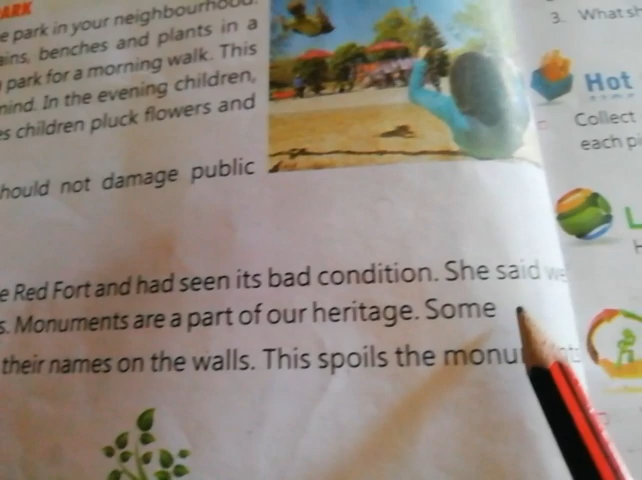 PARK
e park in your neighbourhood.
ains, benches and plants in a
park for a morning walk. This
mind. In the evening children,
es children pluck flowers and
hould not damage public
e Red Fort and had seen its bad condition. She said we
s. Monuments are a part of our heritage. Some
their names on the walls. This spoils the monu
3. What sh
Hot
Collect
each pi
L
H